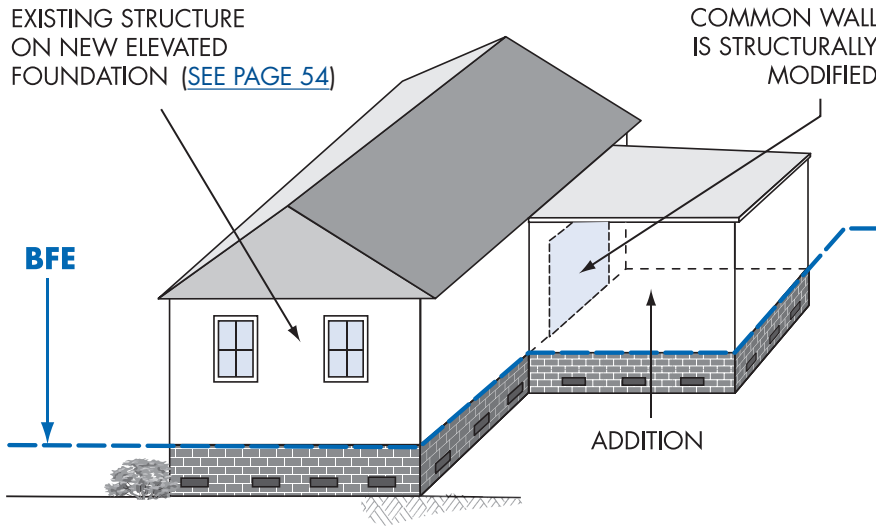 EXISTING STRUCTURE
ON NEW ELEVATED
FOUNDATION (SEE PAGE 54)
COMMON WALL
IS STRUCTURALLY
MODIFIED
BFE
ADDITION